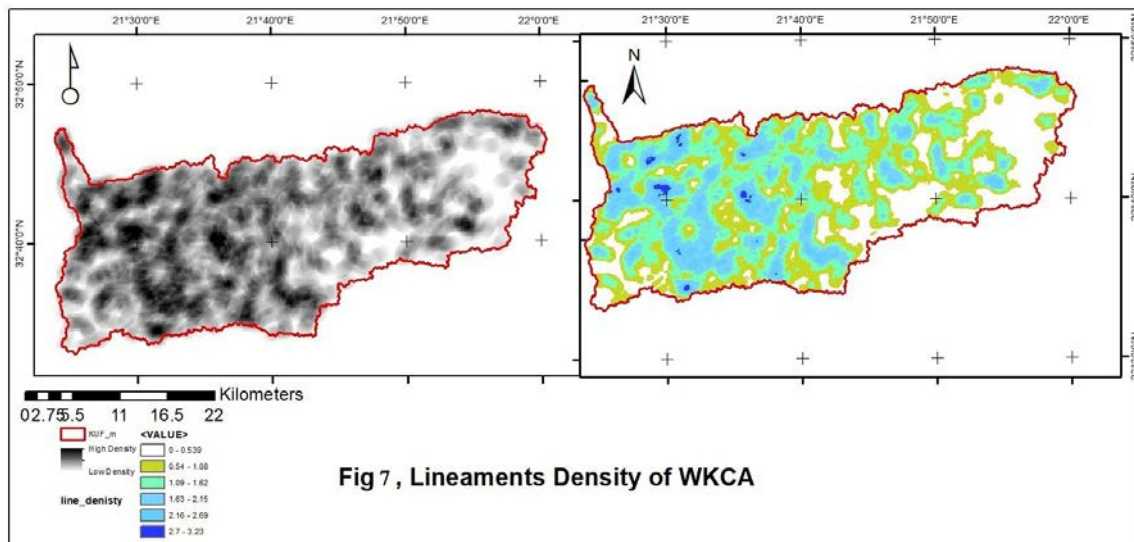 21°30'0"E 21°40'0"E 21°50'0"E 22°0'0"E
21°30'0"E 21°40'0"E 21°50'0"E 22°0'0"E
32°50'0"N
32°40'0"N
N
Kilometers
0 2.75 5.5 11 16.5 22
KUF_m
High Density
Low Density
line_denisty
<VALUE>
0 - 0.539
0.54 - 1.08
1.09 - 1.62
1.63 - 2.15
2.16 - 2.69
2.7 - 3.23
Fig 7, Lineaments Density of WKCA